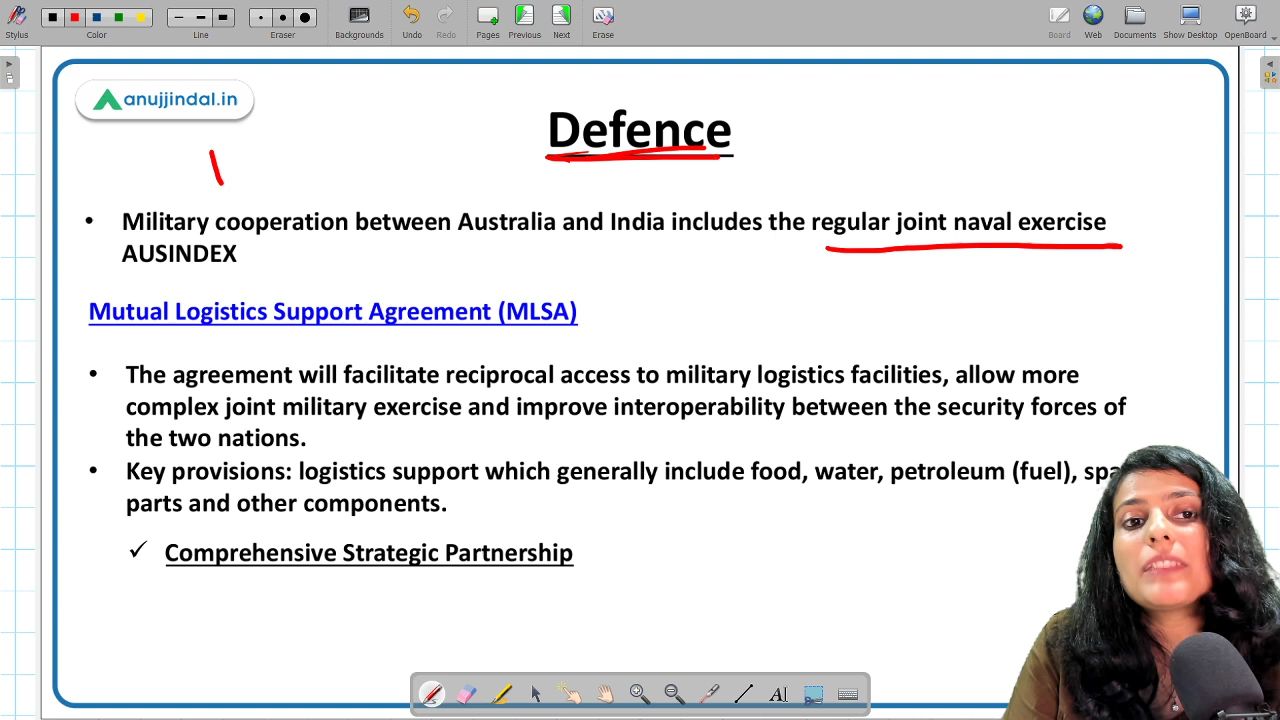 Stylus Color Line Eraser Backgrounds Undo Redo Pages Previous Next Erase Board Web Documents Show Desktop OpenBoard
anujjindal.in
Defence
• Military cooperation between Australia and India includes the regular joint naval exercise
AUSINDEX
Mutual Logistics Support Agreement (MLSA)
• The agreement will facilitate reciprocal access to military logistics facilities, allow more
complex joint military exercise and improve interoperability between the security forces of
the two nations.
• Key provisions: logistics support which generally include food, water, petroleum (fuel),
parts and other components.
✓ Comprehensive Strategic Partnership